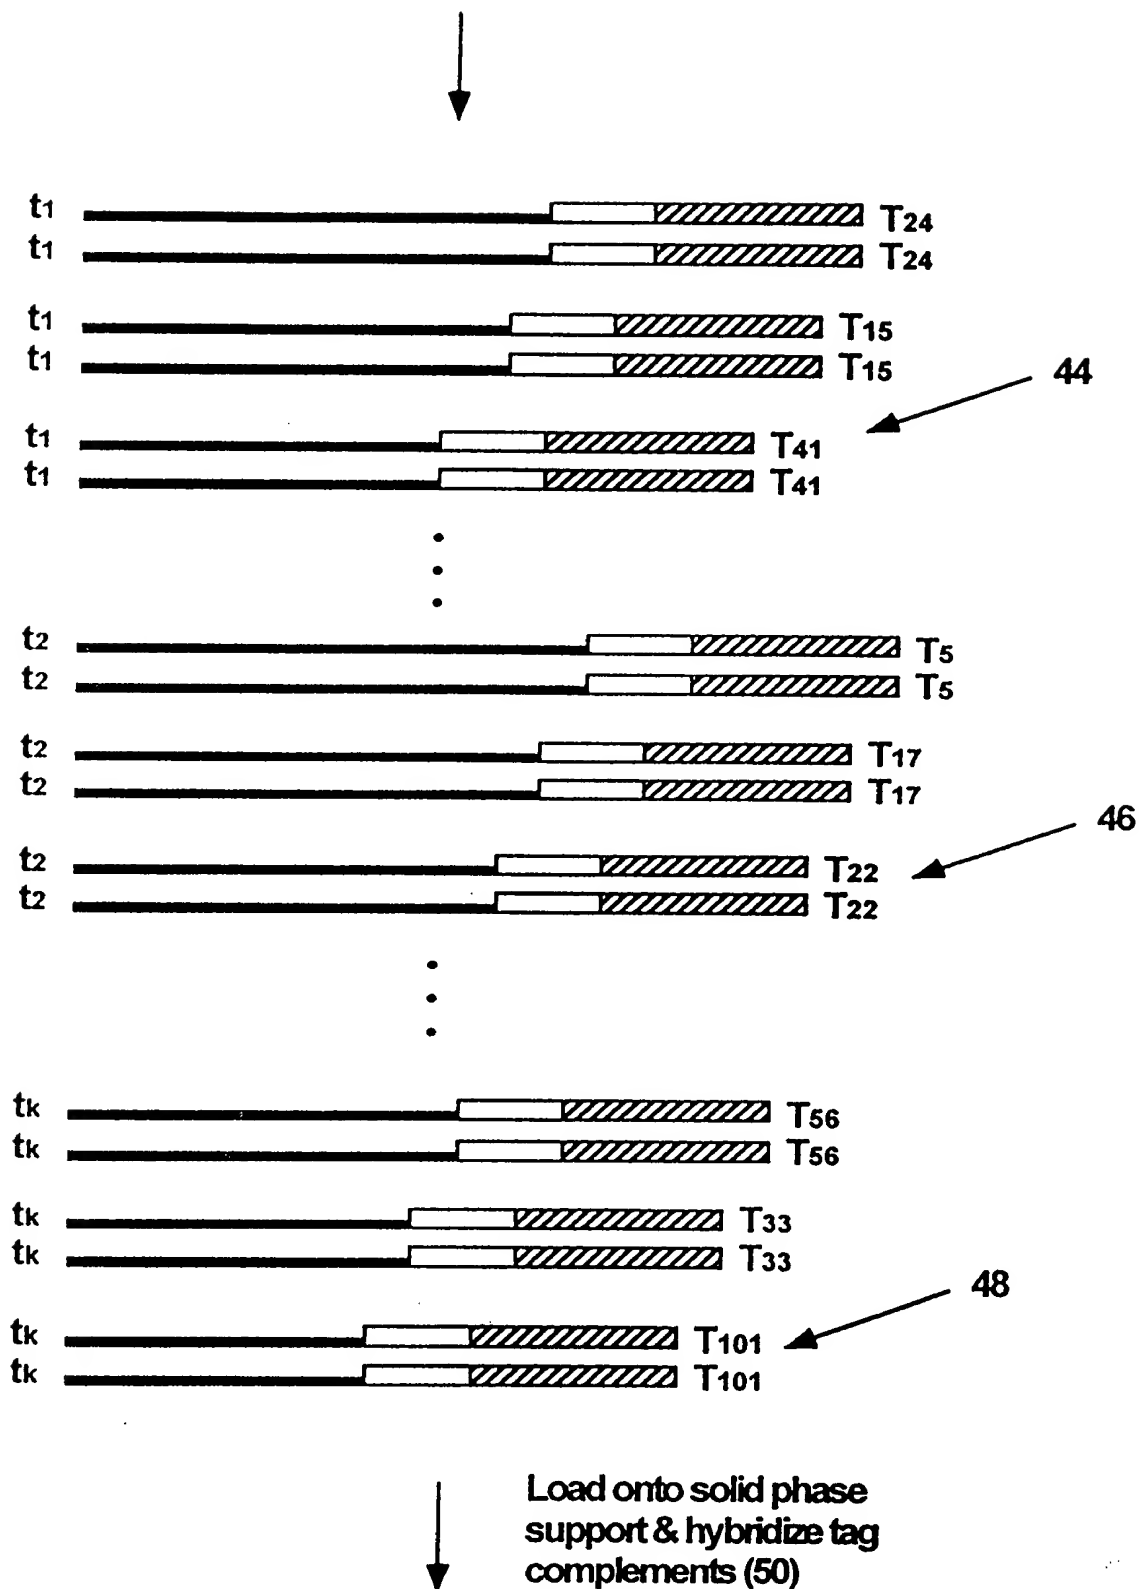 t1 T24
t1 T24
t1 T15
t1 T15
44
t1 T41
t1 T41
t2 T5
t2 T5
t2 T17
t2 T17
46
t2 T22
t2 T22
tk T56
tk T56
tk T33
tk T33
48
tk T101
tk T101
Load onto solid phase
support & hybridize tag
complements (50)